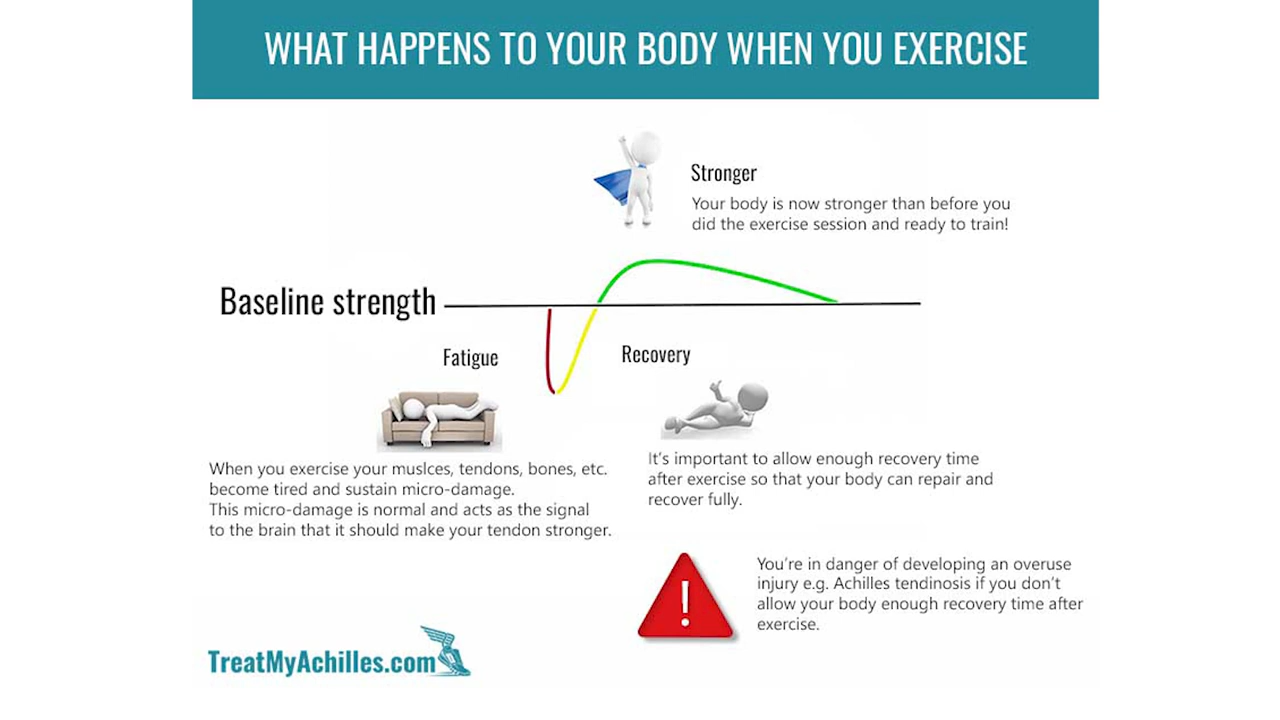 WHAT HAPPENS TO YOUR BODY WHEN YOU EXERCISE
Stronger
Your body is now stronger than before you
did the exercise session and ready to train!
Baseline strength
Fatigue
Recovery
When you exercise your muslces, tendons, bones, etc.
become tired and sustain micro-damage.
This micro-damage is normal and acts as the signal
to the brain that it should make your tendon stronger.
It's important to allow enough recovery time
after exercise so that your body can repair and
recover fully.
You're in danger of developing an overuse
injury e.g. Achilles tendinosis if you don't
allow your body enough recovery time after
exercise.
TreatMyAchilles.com